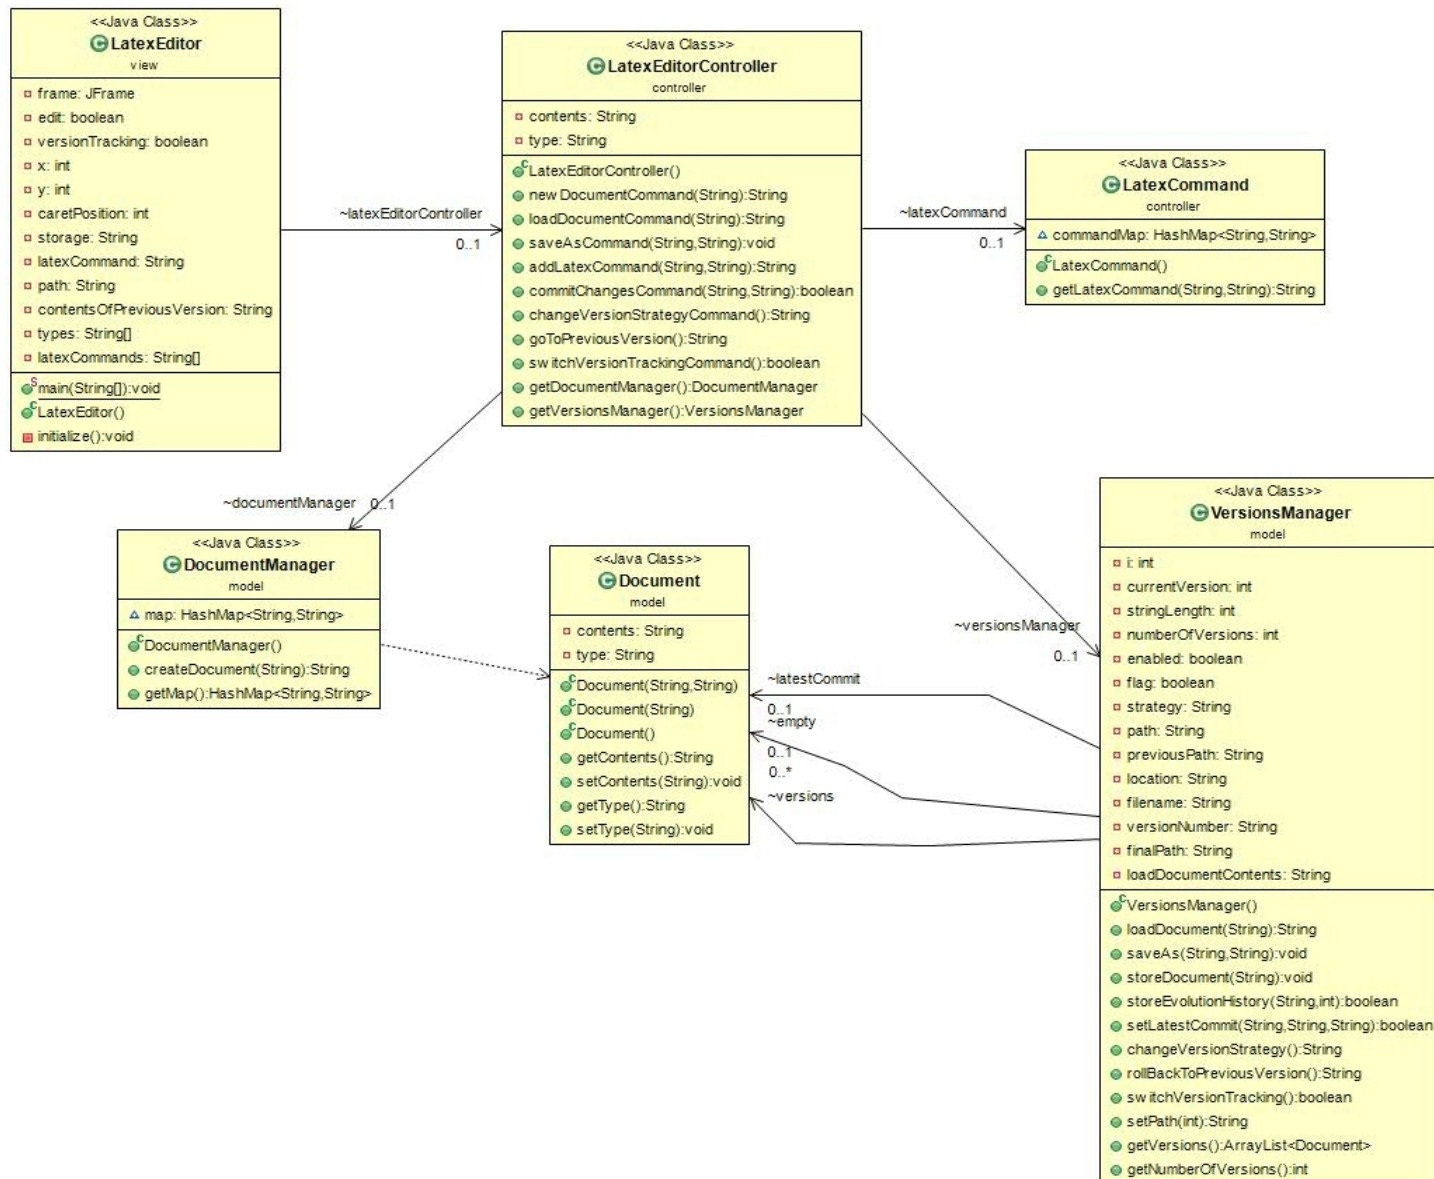 <<Java Class>>
LatexEditor
view
frame: JFrame
edit: boolean
versionTracking: boolean
x: int
y: int
caretPosition: int
storage: String
latexCommand: String
path: String
contentsOfPreviousVersion: String
types: String[]
latexCommands: String[]
main(String[]):void
LatexEditor()
initialize():void
~latexEditorController
0..1
<<Java Class>>
LatexEditorController
controller
contents: String
type: String
LatexEditorController()
newDocumentCommand(String):String
loadDocumentCommand(String):String
saveAsCommand(String,String):void
addLatexCommand(String,String):String
commitChangesCommand(String,String):boolean
changeVersionStrategyCommand():String
goToPreviousVersion():String
switchVersionTrackingCommand():boolean
getDocumentManager():DocumentManager
getVersionsManager():VersionsManager
~latexCommand
0..1
<<Java Class>>
LatexCommand
controller
commandMap: HashMap<String,String>
LatexCommand()
getLatexCommand(String,String):String
~documentManager 0..1
<<Java Class>>
DocumentManager
model
map: HashMap<String,String>
DocumentManager()
createDocument(String):String
getMap():HashMap<String,String>
<<Java Class>>
Document
model
contents: String
type: String
Document(String,String)
Document(String)
Document()
getContents():String
setContents(String):void
getType():String
setType(String):void
~latestCommit
0..1
~empty
0..1
0..*
~versions
~versionsManager
0..1
<<Java Class>>
VersionsManager
model
i: int
currentVersion: int
stringLength: int
numberOfVersions: int
enabled: boolean
flag: boolean
strategy: String
path: String
previousPath: String
location: String
filename: String
versionNumber: String
finalPath: String
loadDocumentContents: String
VersionsManager()
loadDocument(String):String
saveAs(String,String):void
storeDocument(String):void
storeEvolutionHistory(String,int):boolean
setLatestCommit(String,String,String):boolean
changeVersionStrategy():String
rollBackToPreviousVersion():String
switchVersionTracking():boolean
setPath(int):String
getVersions():ArrayList<Document>
getNumberOfVersions():int